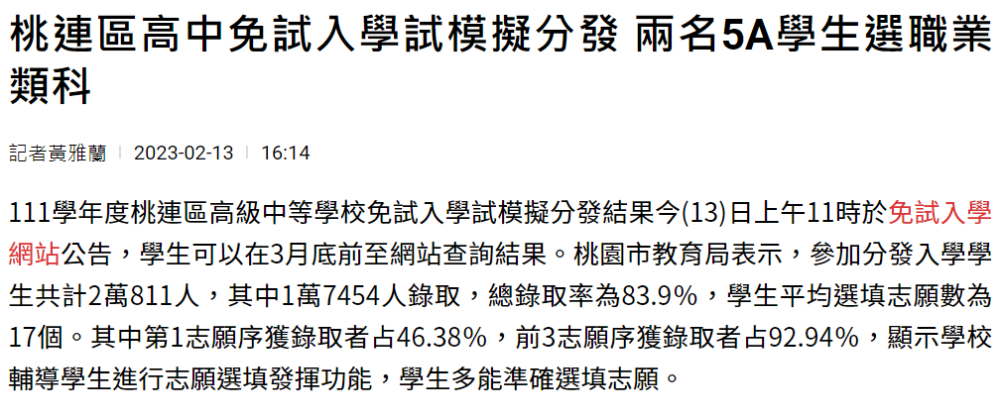 桃連區高中免試入學試模擬分發 兩名5A學生選職業
類科
記者黃雅蘭 | 2023-02-13 | 16:14
111學年度桃連區高級中等學校免試入學試模擬分發結果今(13)日上午11時於免試入學
網站公告，學生可以在3月底前至網站查詢結果。桃園市教育局表示，參加分發入學學
生共計2萬811人，其中1萬7454人錄取，總錄取率為83.9%，學生平均選填志願數為
17個。其中第1志願序獲錄取者占46.38%，前3志願序獲錄取者占92.94%，顯示學校
輔導學生進行志願選填發揮功能，學生多能準確選填志願。